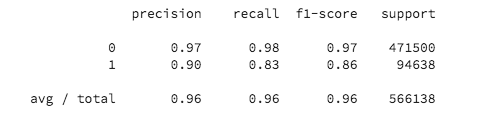 precision recall f1-score support
0 0.97 0.98 0.97 471500
1 0.90 0.83 0.86 94638
avg / total 0.96 0.96 0.96 566138